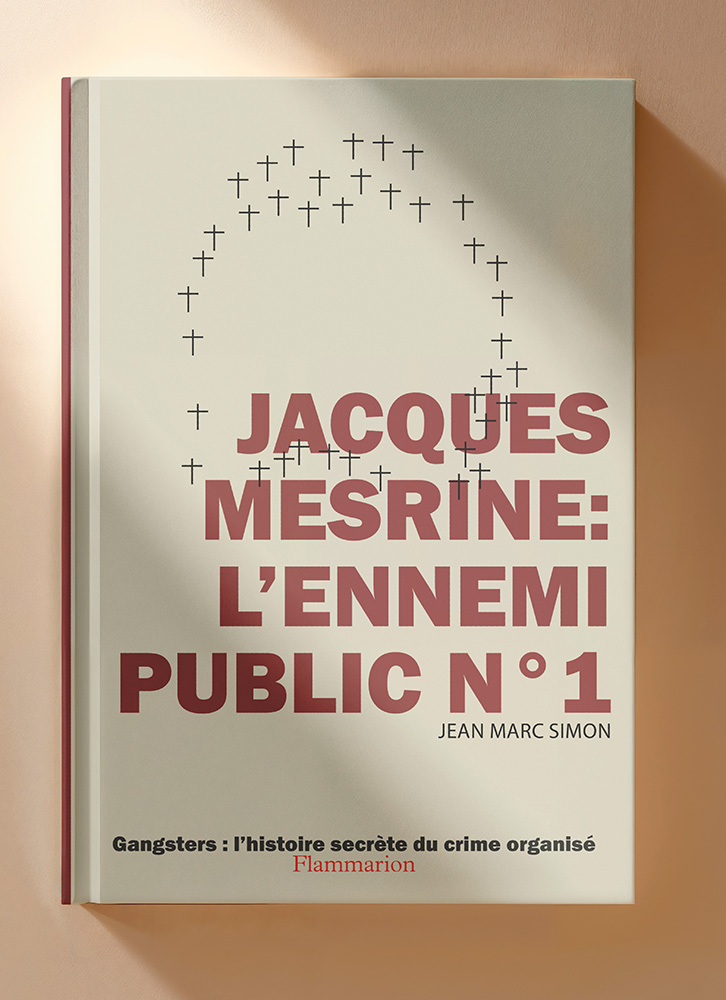 JACQUES
MESRINE:
L’ENNEMI
PUBLIC N° 1
JEAN MARC SIMON
Gangsters : l’histoire secrète du crime organisé
Flammarion